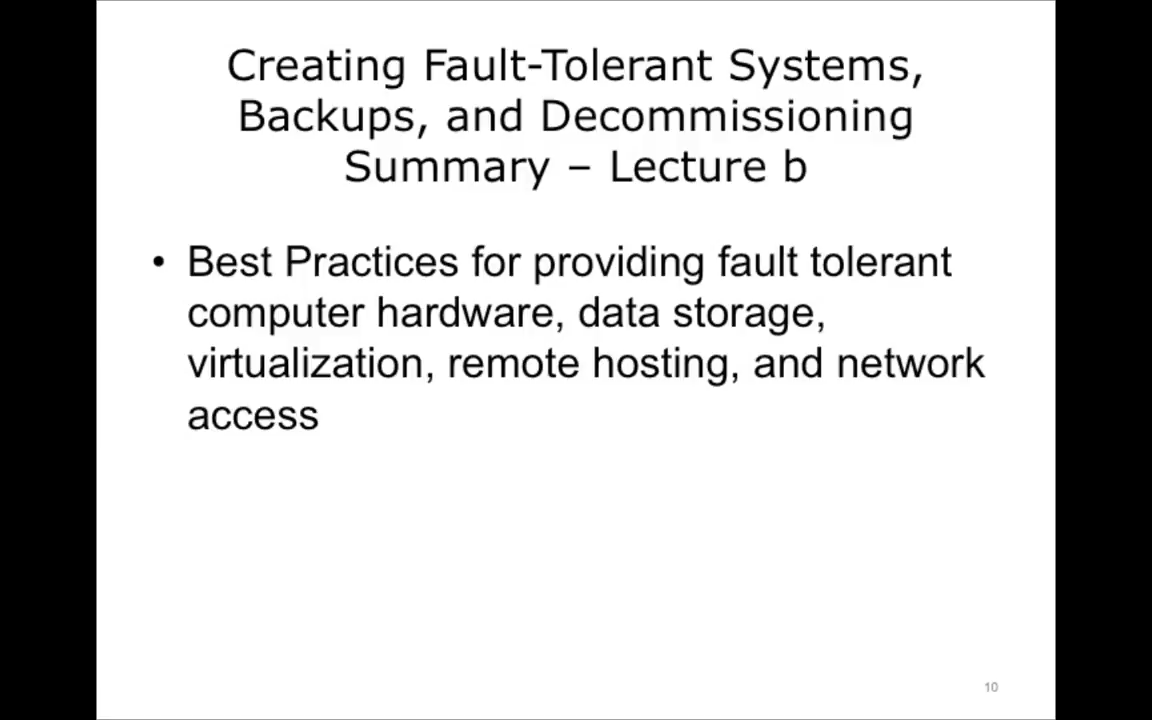 Creating Fault-Tolerant Systems,
Backups, and Decommissioning
Summary – Lecture b
• Best Practices for providing fault tolerant
computer hardware, data storage,
virtualization, remote hosting, and network
access
10